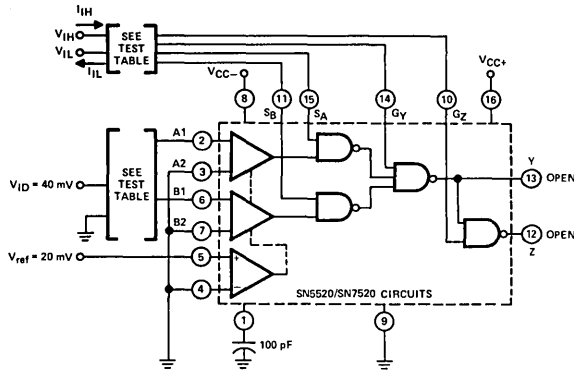 I_IH
V_IH
V_IL
I_IL
SEE
TEST
TABLE
V_CC−
V_CC+
8
11
15
14
10
16
S_B
S_A
G_Y
G_Z
V_ID = 40 mV
SEE
TEST
TABLE
A1
2
A2
3
B1
6
B2
7
V_ref = 20 mV
5
+
4
−
Y
13
OPEN
12
OPEN
Z
SN5520/SN7520 CIRCUITS
1
9
100 pF